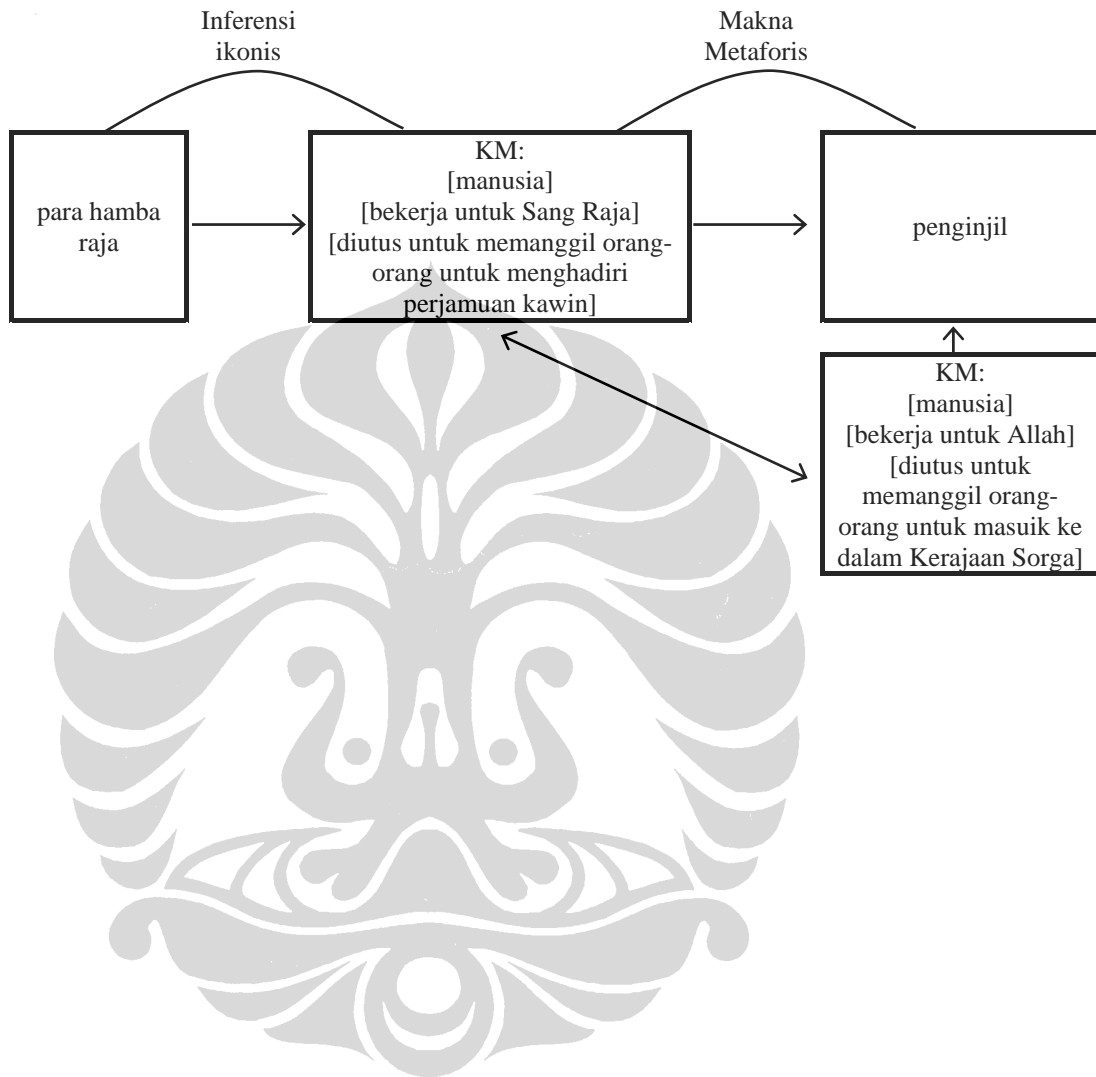 Inferensi
ikonis
Makna
Metaforis
para hamba
raja
KM:
[manusia]
[bekerja untuk Sang Raja]
[diutus untuk memanggil orang-
orang untuk menghadiri
perjamuan kawin]
penginjil
KM:
[manusia]
[bekerja untuk Allah]
[diutus untuk
memanggil orang-
orang untuk masuik ke
dalam Kerajaan Sorga]